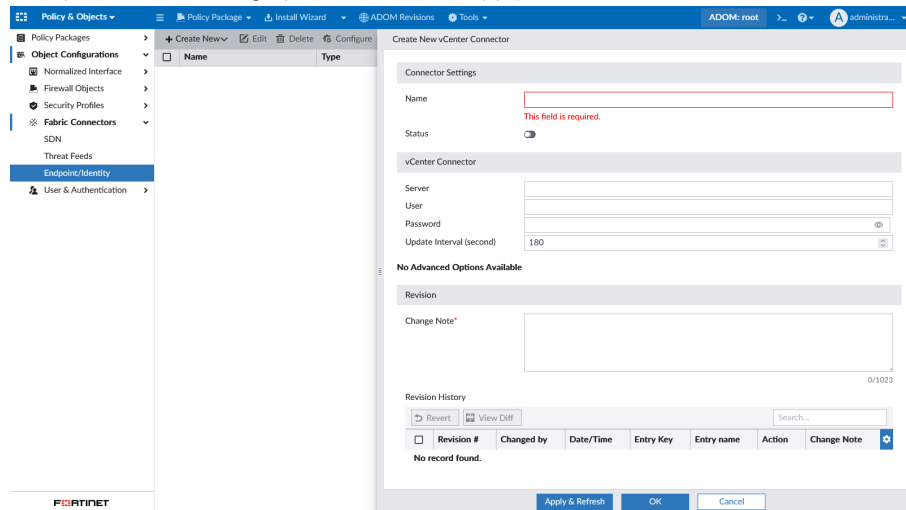 Policy & Objects
Policy Package
Install Wizard
ADOM Revisions
Tools
ADOM: root
>_
?
A administra...
Policy Packages
Object Configurations
Normalized Interface
Firewall Objects
Security Profiles
Fabric Connectors
SDN
Threat Feeds
Endpoint/Identity
User & Authentication
FORTINET
+ Create New Edit Delete Configure
Name Type
Create New vCenter Connector
Connector Settings
Name
This field is required.
Status
vCenter Connector
Server
User
Password
Update Interval (second) 180
No Advanced Options Available
Revision
Change Note*
0/1023
Revision History
Revert View Diff Search...
Revision # Changed by Date/Time Entry Key Entry name Action Change Note
No record found.
Apply & Refresh OK Cancel